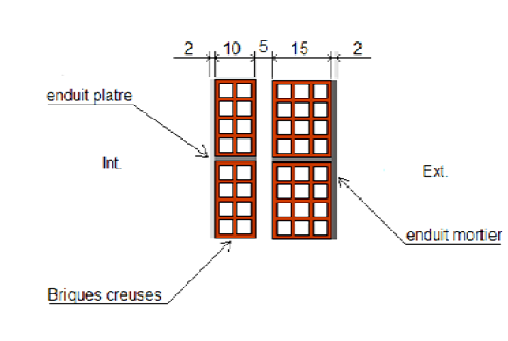 2 10 5 15 2
enduit platre
Int.
Ext.
enduit mortier
Briques creuses